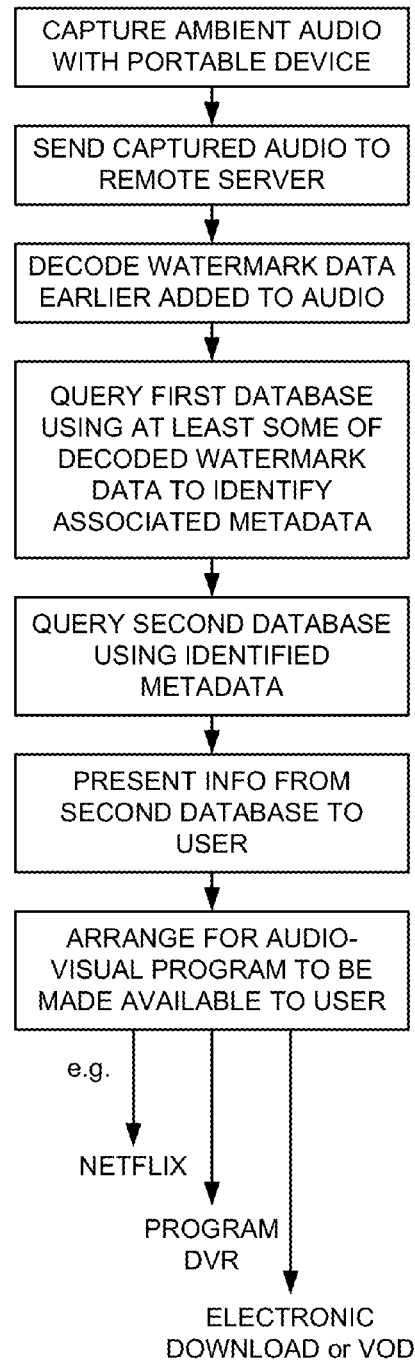 CAPTURE AMBIENT AUDIO
WITH PORTABLE DEVICE
SEND CAPTURED AUDIO TO
REMOTE SERVER
DECODE WATERMARK DATA
EARLIER ADDED TO AUDIO
QUERY FIRST DATABASE
USING AT LEAST SOME OF
DECODED WATERMARK
DATA TO IDENTIFY
ASSOCIATED METADATA
QUERY SECOND DATABASE
USING IDENTIFIED
METADATA
PRESENT INFO FROM
SECOND DATABASE TO
USER
ARRANGE FOR AUDIO-
VISUAL PROGRAM TO BE
MADE AVAILABLE TO USER
e.g.
NETFLIX
PROGRAM
DVR
ELECTRONIC
DOWNLOAD or VOD